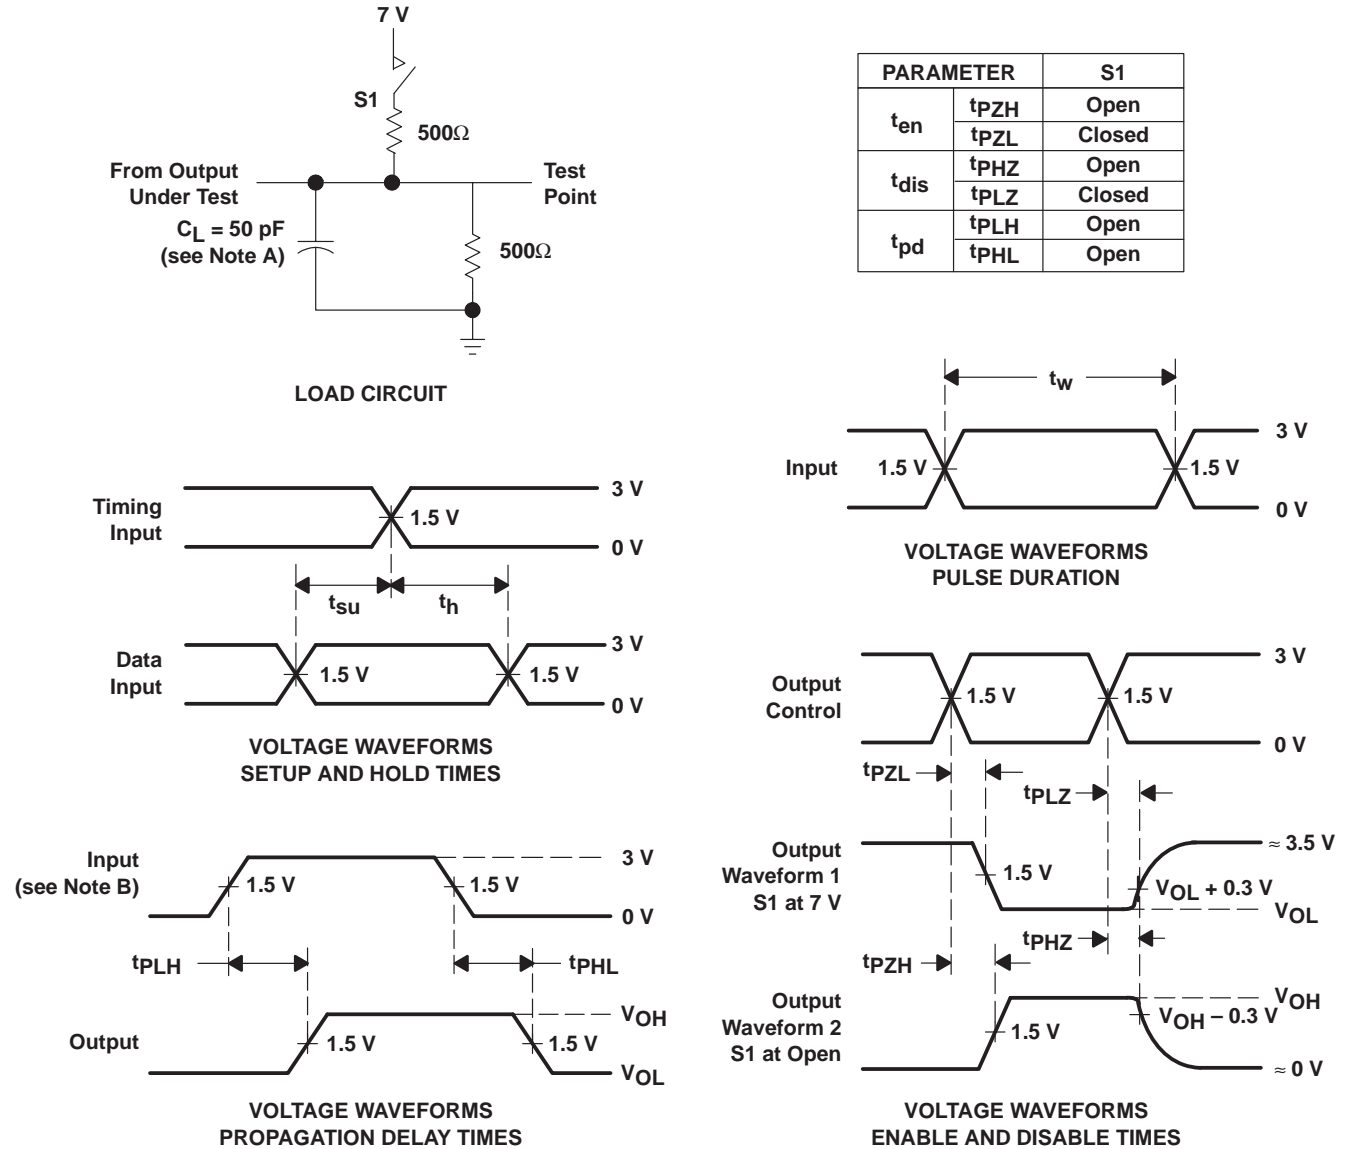 7 V
S1
500Ω
From Output
Under Test
Test
Point
CL = 50 pF
(see Note A)
500Ω
LOAD CIRCUIT
PARAMETER S1
ten tPZH Open
tPZL Closed
tdis tPHZ Open
tPLZ Closed
tpd tPLH Open
tPHL Open
tw
Input
1.5 V
1.5 V
3 V
0 V
VOLTAGE WAVEFORMS
PULSE DURATION
Timing
Input
1.5 V
3 V
0 V
tsu
th
Data
Input
1.5 V
1.5 V
3 V
0 V
VOLTAGE WAVEFORMS
SETUP AND HOLD TIMES
Input
(see Note B)
1.5 V
1.5 V
3 V
0 V
tPLH
tPHL
Output
1.5 V
1.5 V
VOH
VOL
VOLTAGE WAVEFORMS
PROPAGATION DELAY TIMES
Output
Control
1.5 V
1.5 V
3 V
0 V
tPZL
tPLZ
Output
Waveform 1
S1 at 7 V
1.5 V
≈ 3.5 V
VOL + 0.3 V
VOL
tPHZ
tPZH
Output
Waveform 2
S1 at Open
1.5 V
VOH
VOH – 0.3 V
≈ 0 V
VOLTAGE WAVEFORMS
ENABLE AND DISABLE TIMES